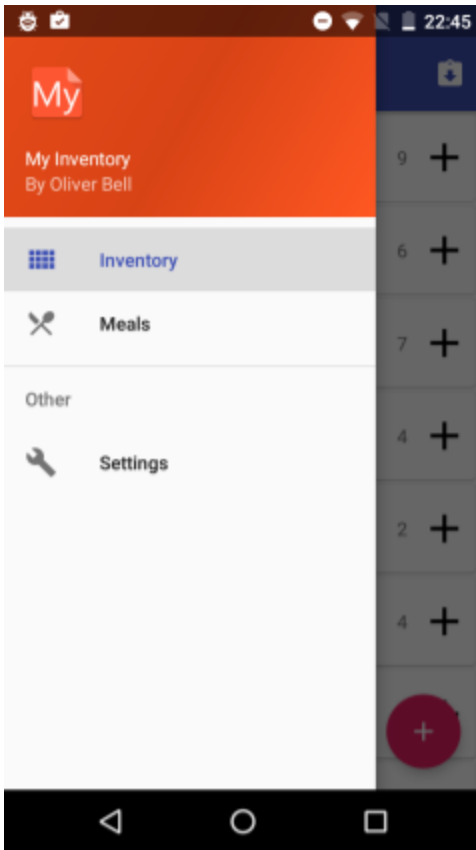 22:45
My
My Inventory
By Oliver Bell
Inventory
Meals
Other
Settings
9
6
7
4
2
4